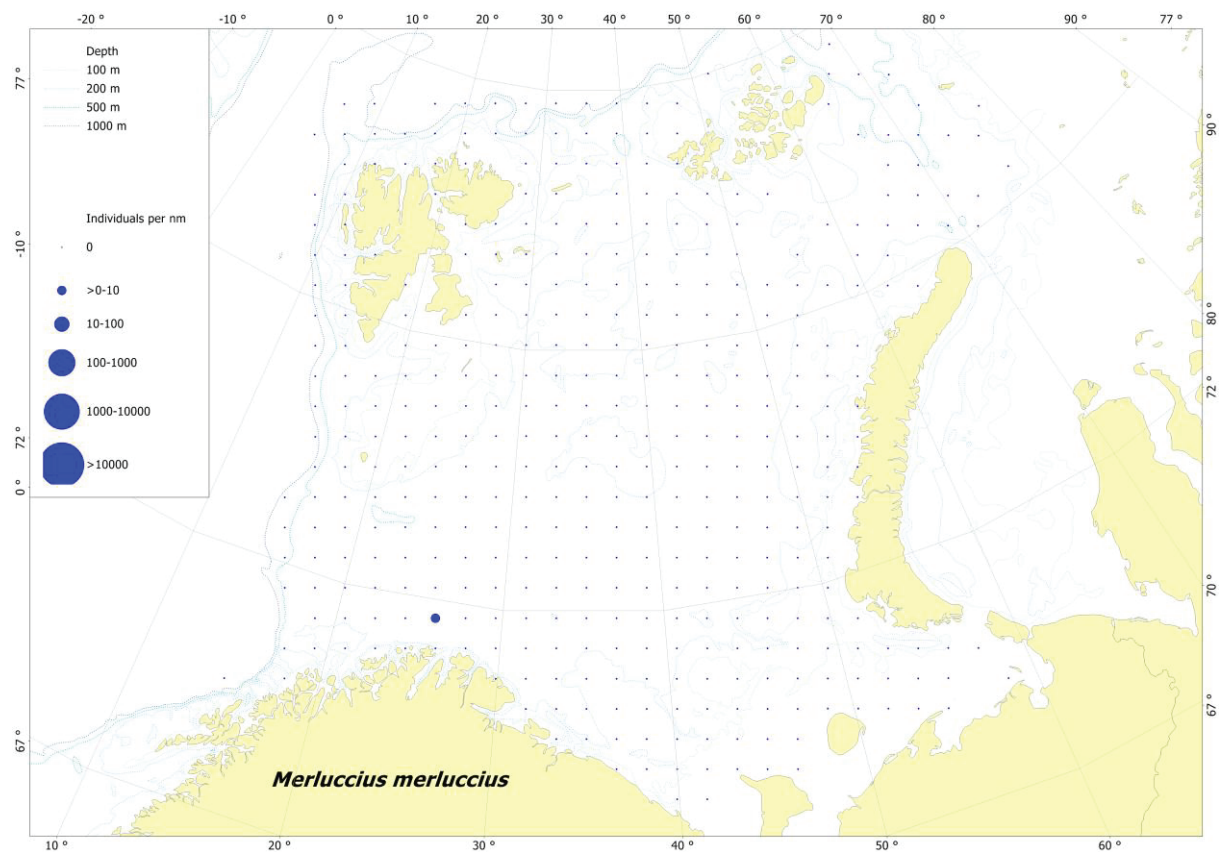 -20 ° -10 ° 0 ° 10 ° 20 ° 30 ° 40 ° 50 ° 60 ° 70 ° 80 ° 90 ° 77 °
Depth
100 m
200 m
500 m
1000 m
Individuals per nm
0
>0-10
10-100
100-1000
1000-10000
>10000
77 °
-10 °
72 °
0 °
67 °
90 °
80 °
72 °
70 °
67 °
Merluccius merluccius
10 ° 20 ° 30 ° 40 ° 50 ° 60 °